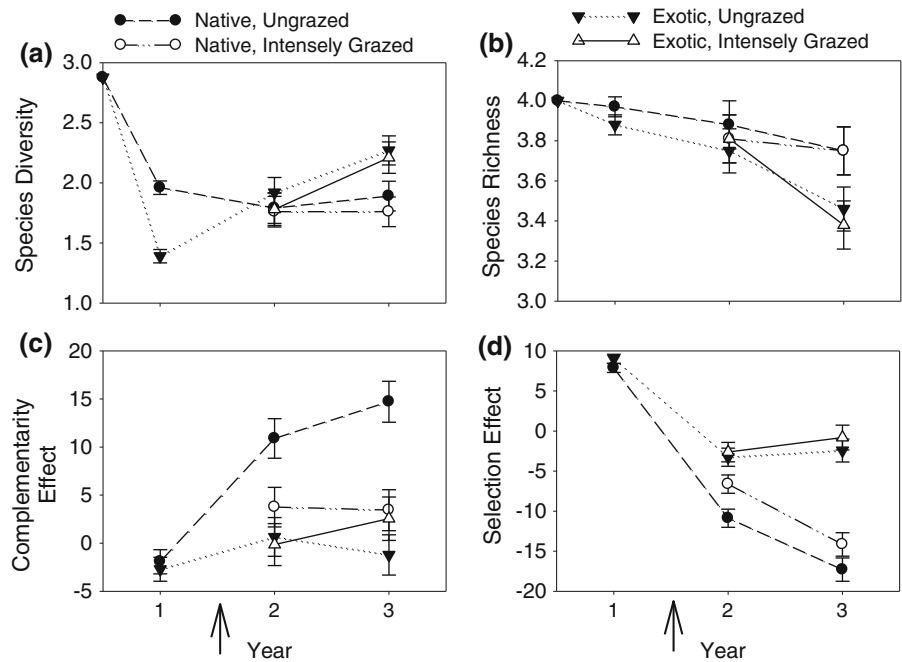 Native, Ungrazed
Native, Intensely Grazed
Exotic, Ungrazed
Exotic, Intensely Grazed
(a)
3.0
2.5
2.0
1.5
1.0
Species Diversity
(b)
4.2
4.0
3.8
3.6
3.4
3.2
3.0
Species Richness
(c)
20
15
10
5
0
-5
Complementarity
Effect
1
2
3
Year
(d)
10
5
0
-5
-10
-15
-20
Selection Effect
1
2
3
Year